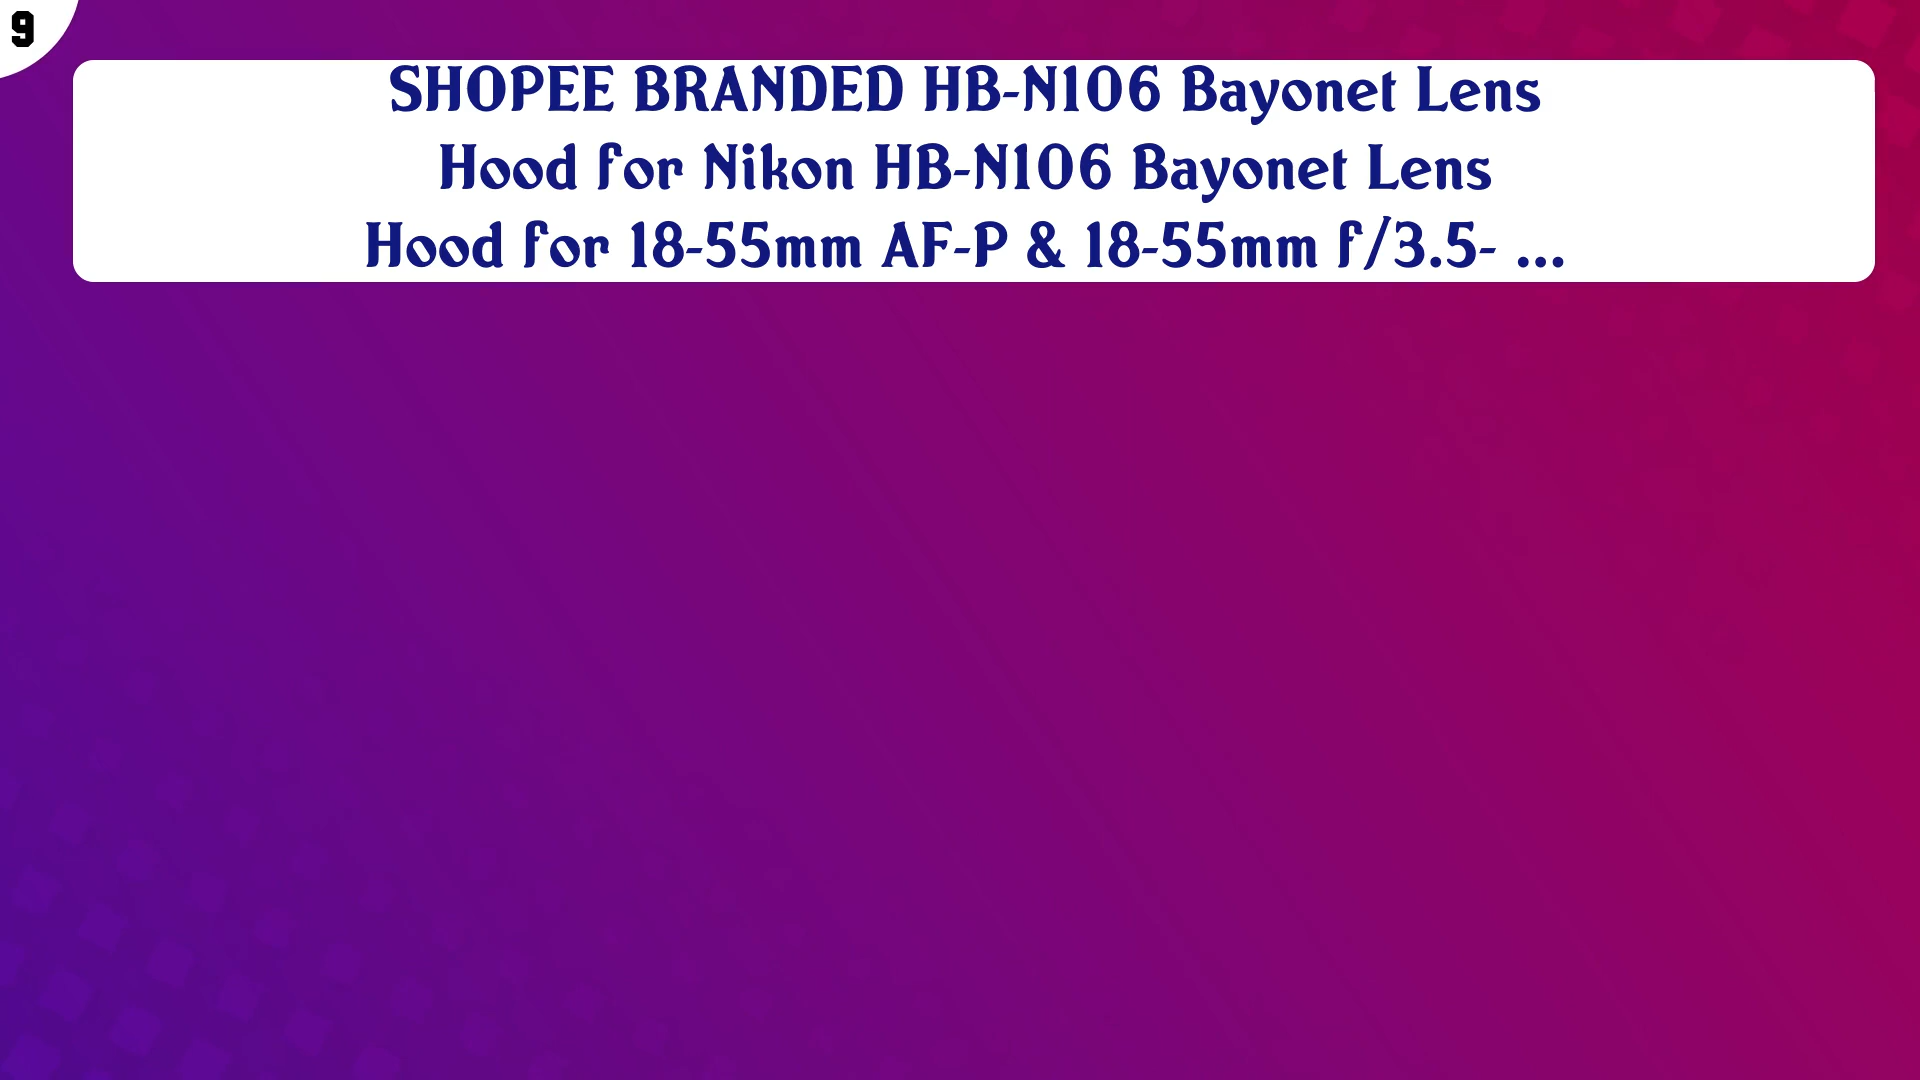 9
SHOPEE BRANDED HB-N106 Bayonet Lens
Hood for Nikon HB-N106 Bayonet Lens
Hood for 18-55mm AF-P & 18-55mm f/3.5- ...